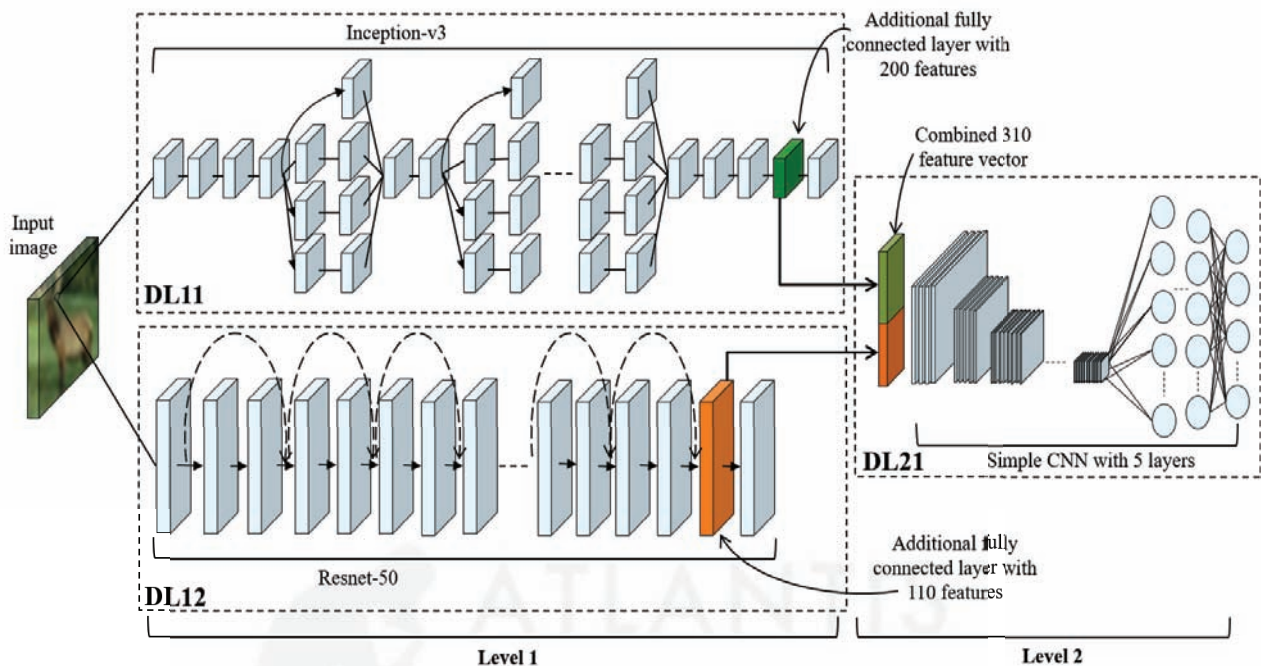 Inception-v3
Additional fully
connected layer with
200 features
Combined 310
feature vector
Input
image
DL11
DL21
Simple CNN with 5 layers
Resnet-50
DL12
Additional fully
connected layer with
110 features
ATLANTIS
Level 1
Level 2